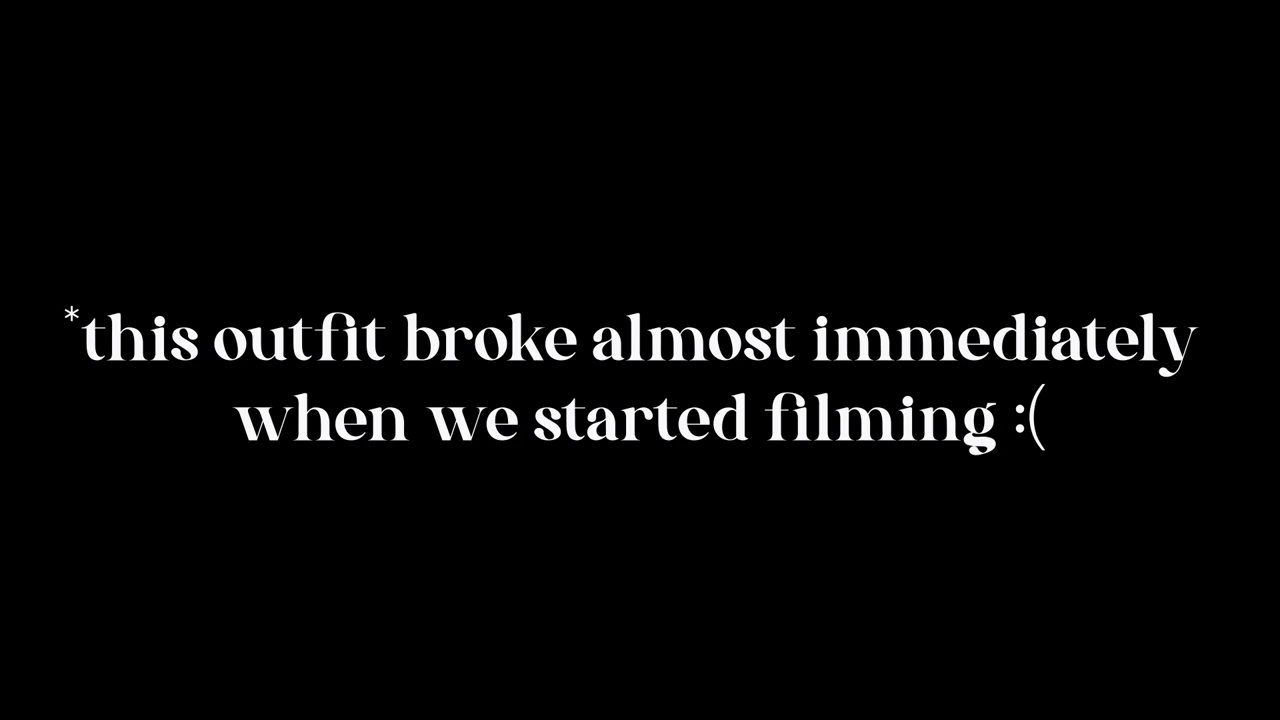 *this outfit broke almost immediately
when we started filming :(